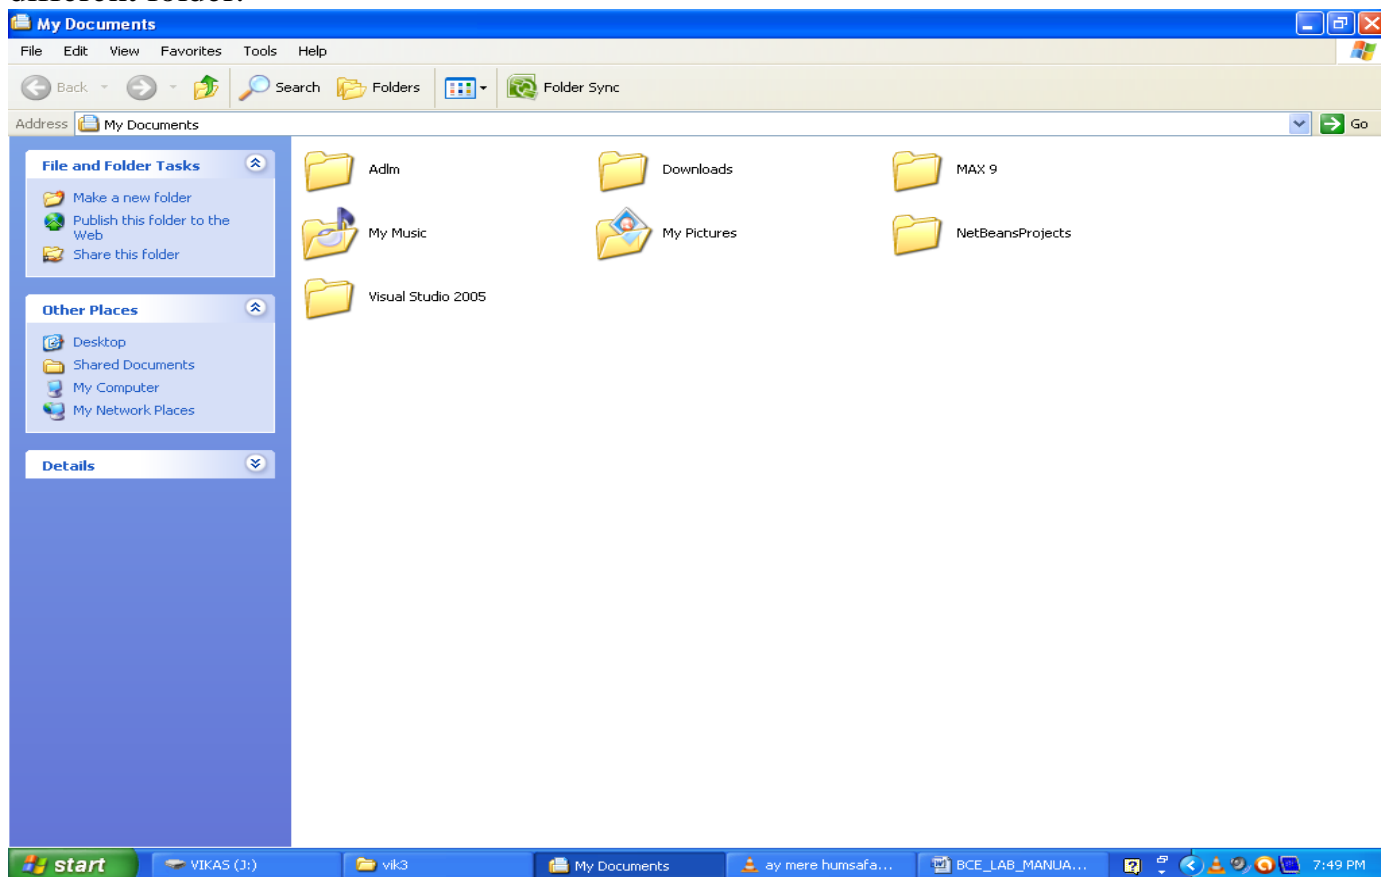 different folder.
My Documents
File Edit View Favorites Tools Help
Back Search Folders Folder Sync
Address My Documents Go
File and Folder Tasks
Make a new folder
Publish this folder to the
Web
Share this folder
Other Places
Desktop
Shared Documents
My Computer
My Network Places
Details
Adlm Downloads MAX 9
My Music My Pictures NetBeansProjects
Visual Studio 2005
start VIKAS (J:) vik3 My Documents ay mere humsafa... BCE_LAB_MANUA... 7:49 PM